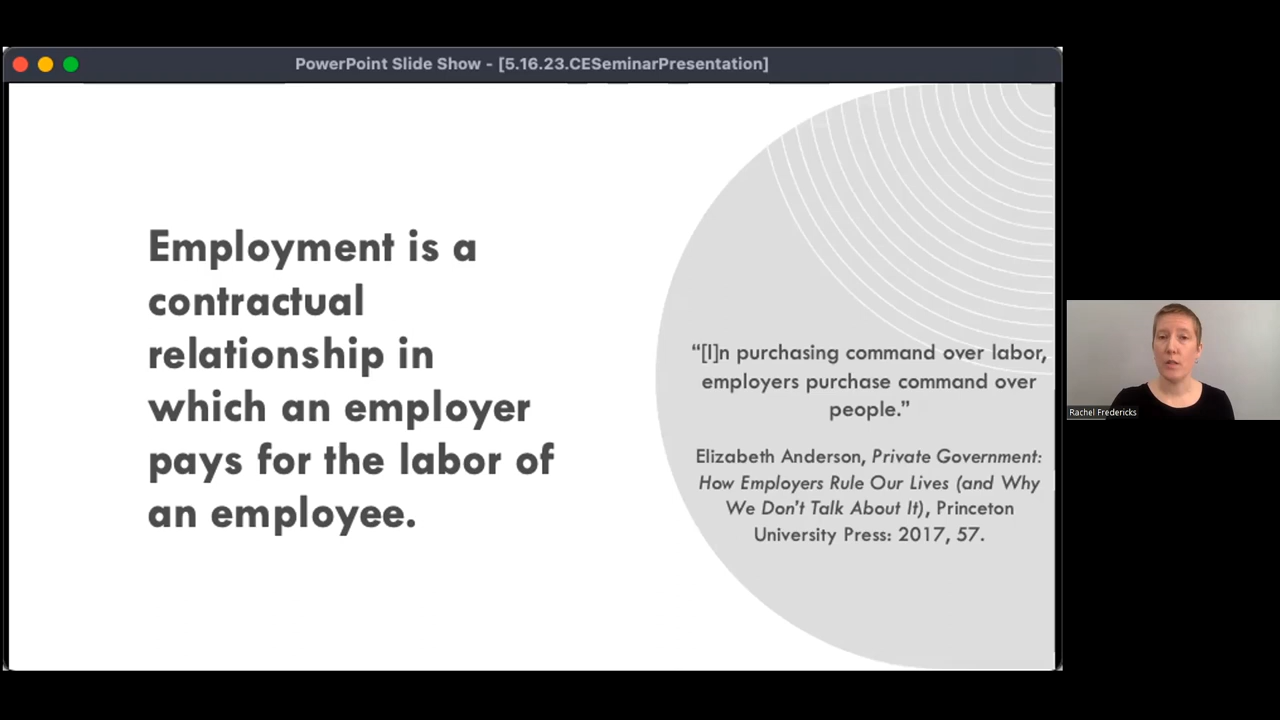 PowerPoint Slide Show - [5.16.23.CESeminarPresentation]
Employment is a
contractual
relationship in
which an employer
pays for the labor of
an employee.
“[I]n purchasing command over labor,
employers purchase command over
people.”
Elizabeth Anderson, Private Government:
How Employers Rule Our Lives (and Why
We Don’t Talk About It), Princeton
University Press: 2017, 57.
Rachel Fredericks